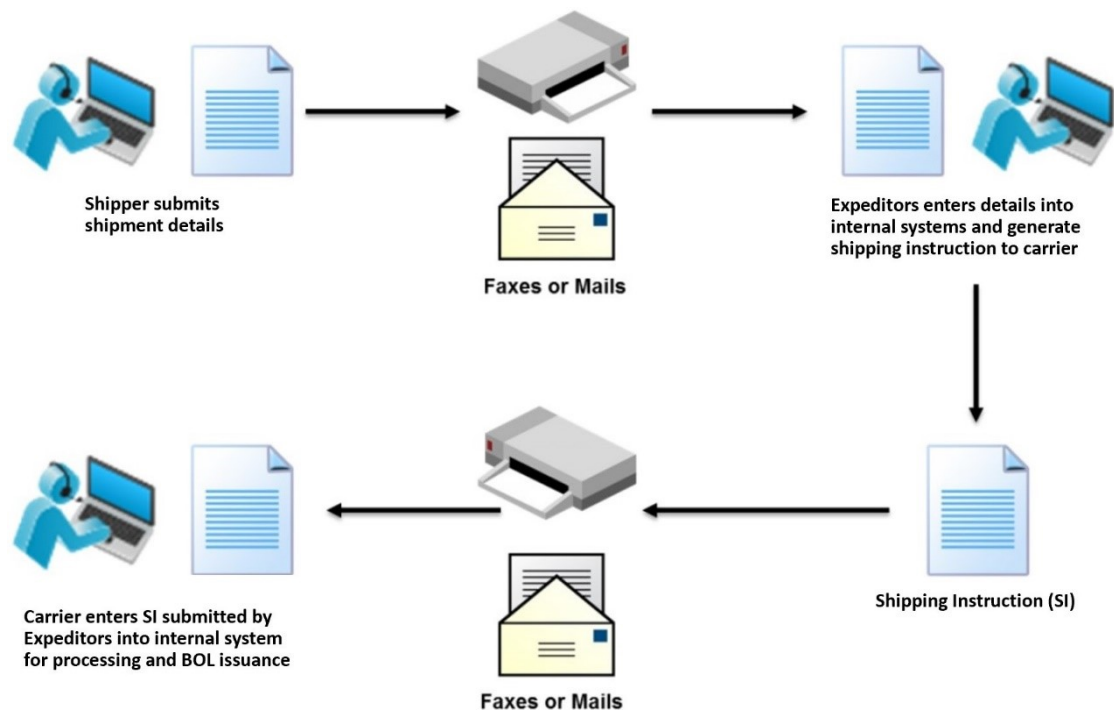 Shipper submits
shipment details
Faxes or Mails
Expeditors enters details into
internal systems and generate
shipping instruction to carrier
Shipping Instruction (SI)
Faxes or Mails
Carrier enters SI submitted by
Expeditors into internal system
for processing and BOL issuance